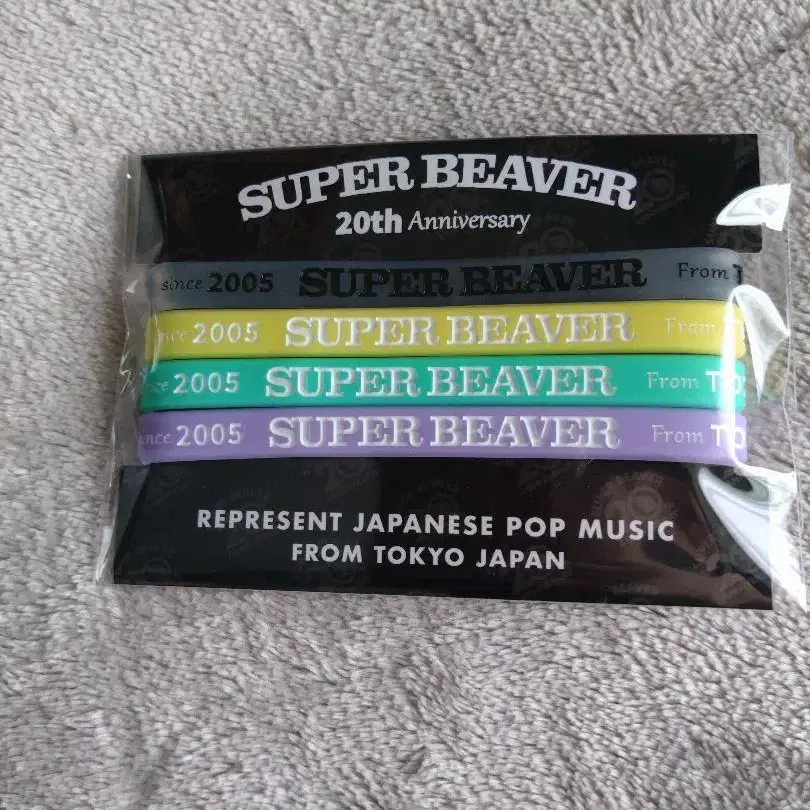 SUPER BEAVER
20th Anniversary
since 2005 SUPER BEAVER From
2005 SUPER BEAVER From
2005 SUPER BEAVER From
2005 SUPER BEAVER From
REPRESENT JAPANESE POP MUSIC
FROM TOKYO JAPAN